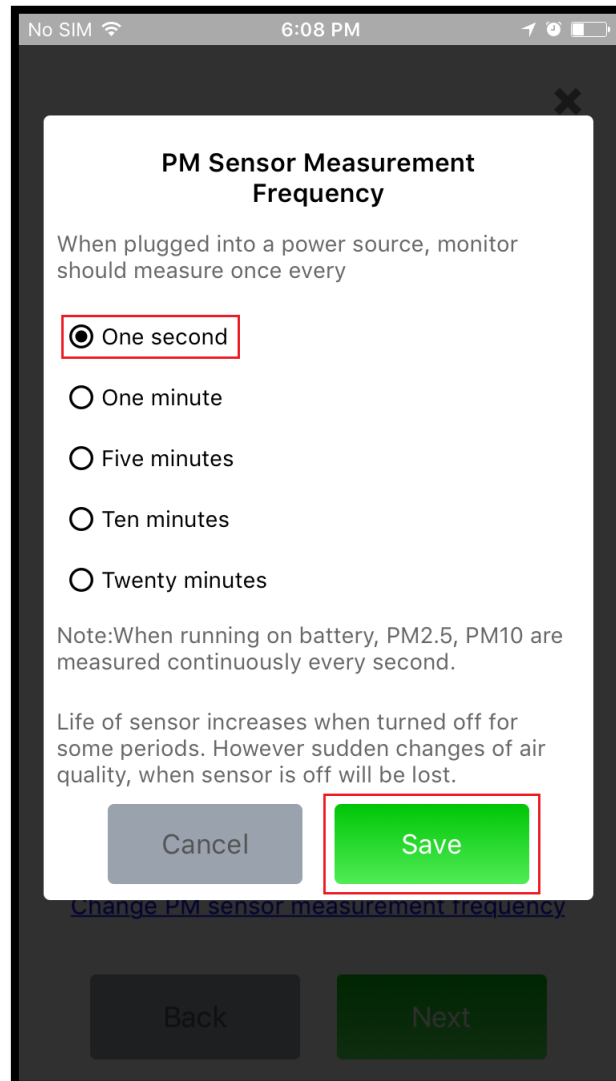 No SIM 6:08 PM
PM Sensor Measurement
Frequency
When plugged into a power source, monitor
should measure once every
One second
One minute
Five minutes
Ten minutes
Twenty minutes
Note:When running on battery, PM2.5, PM10 are
measured continuously every second.
Life of sensor increases when turned off for
some periods. However sudden changes of air
quality, when sensor is off will be lost.
Cancel Save
Change PM sensor measurement frequency
Back Next